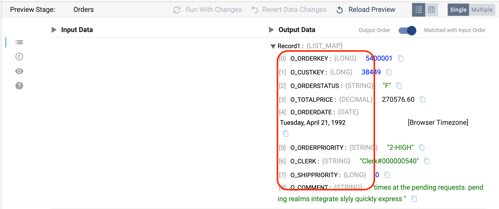 Preview Stage: Orders Run With Changes Revert Data Changes Reload Preview Single Multiple
Input Data Output Data Output Order Matched with Input Order
Record1 : {LIST_MAP}
[0] O_ORDERKEY: {LONG} 5400001
[1] O_CUSTKEY: {LONG} 38449
[2] O_ORDERSTATUS: {STRING} "F"
[3] O_TOTALPRICE: {DECIMAL} 270576.60
[4] O_ORDERDATE: {DATE}
Tuesday, April 21, 1992 [Browser Timezone]
[5] O_ORDERPRIORITY: {STRING} "2-HIGH"
[6] O_CLERK: {STRING} "Clerk#000000540"
[7] O_SHIPPRIORITY: {LONG} 0
O_COMMENT: {STRING} "times at the pending requests. pend
ing realms integrate slyly quickly express "